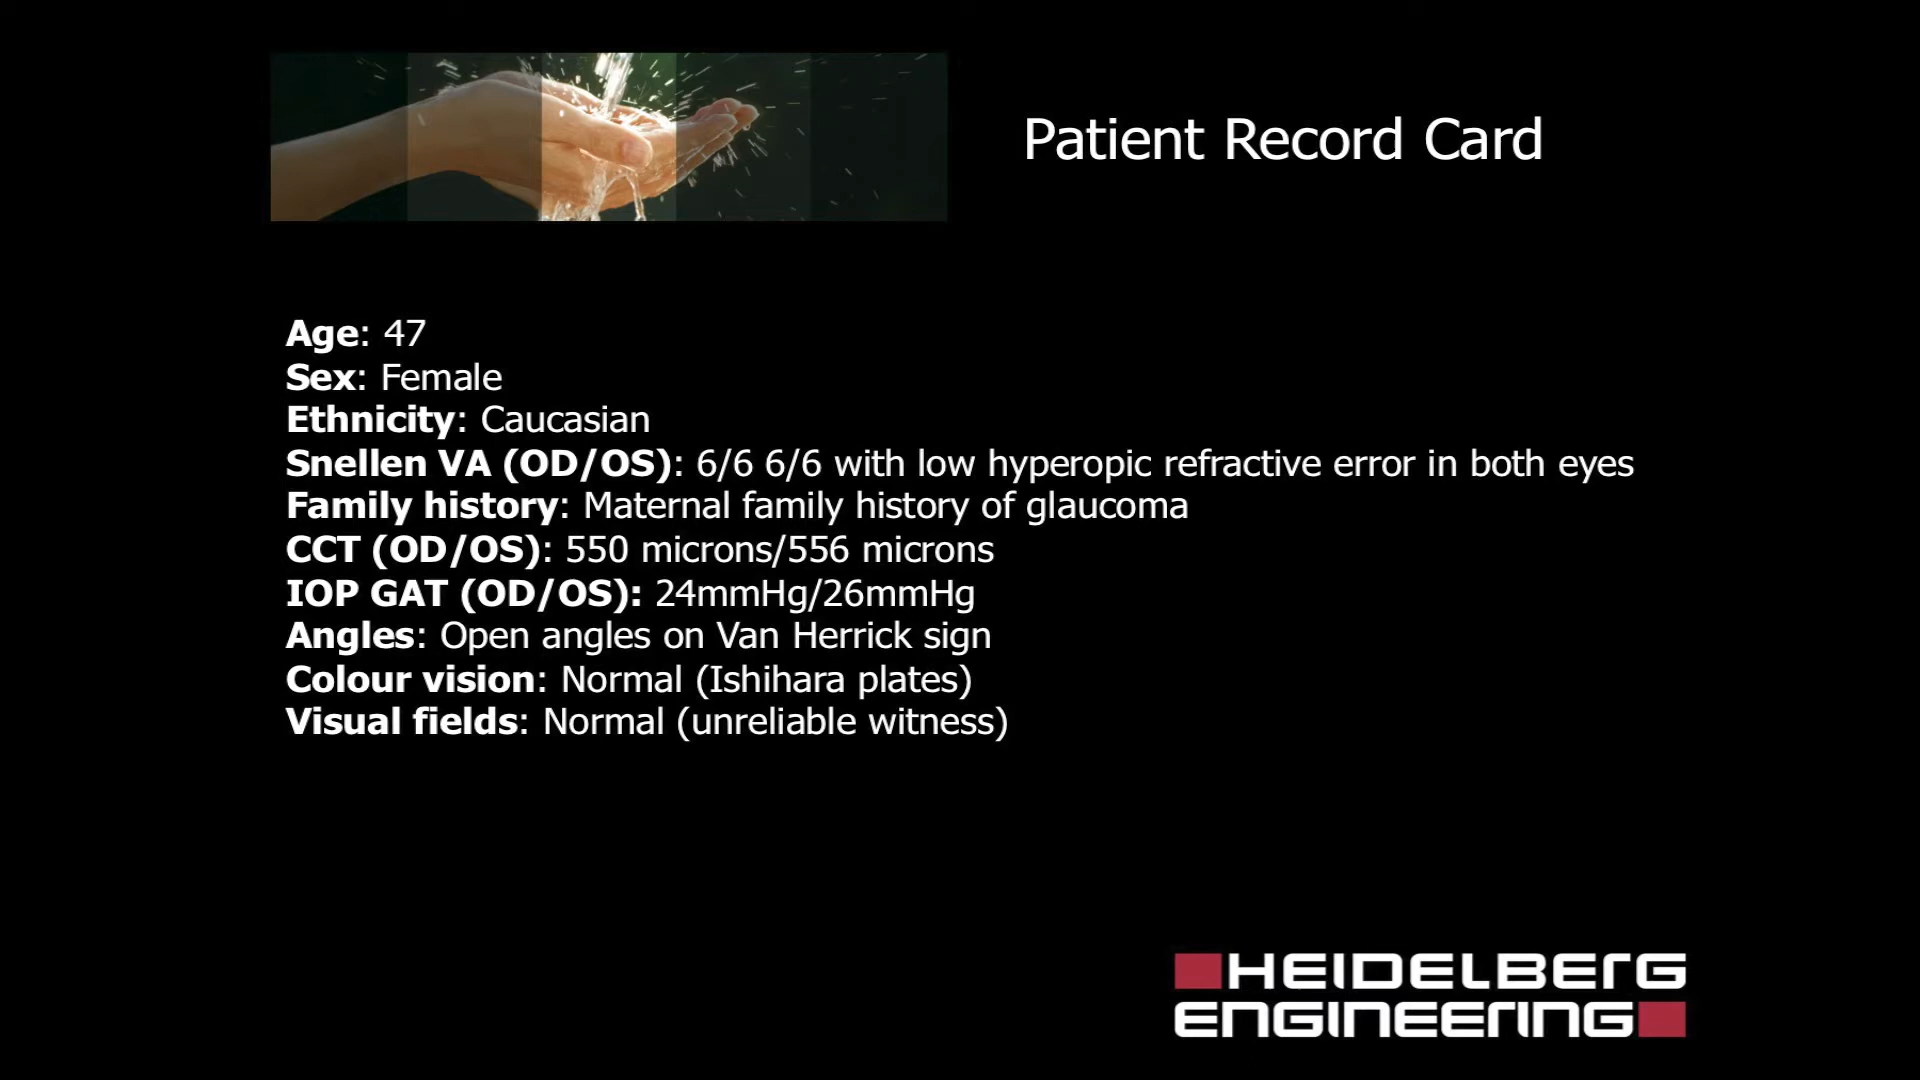 Patient Record Card
Age: 47
Sex: Female
Ethnicity: Caucasian
Snellen VA (OD/OS): 6/6 6/6 with low hyperopic refractive error in both eyes
Family history: Maternal family history of glaucoma
CCT (OD/OS): 550 microns/556 microns
IOP GAT (OD/OS): 24mmHg/26mmHg
Angles: Open angles on Van Herrick sign
Colour vision: Normal (Ishihara plates)
Visual fields: Normal (unreliable witness)
HEIDELBERG
ENGINEERING